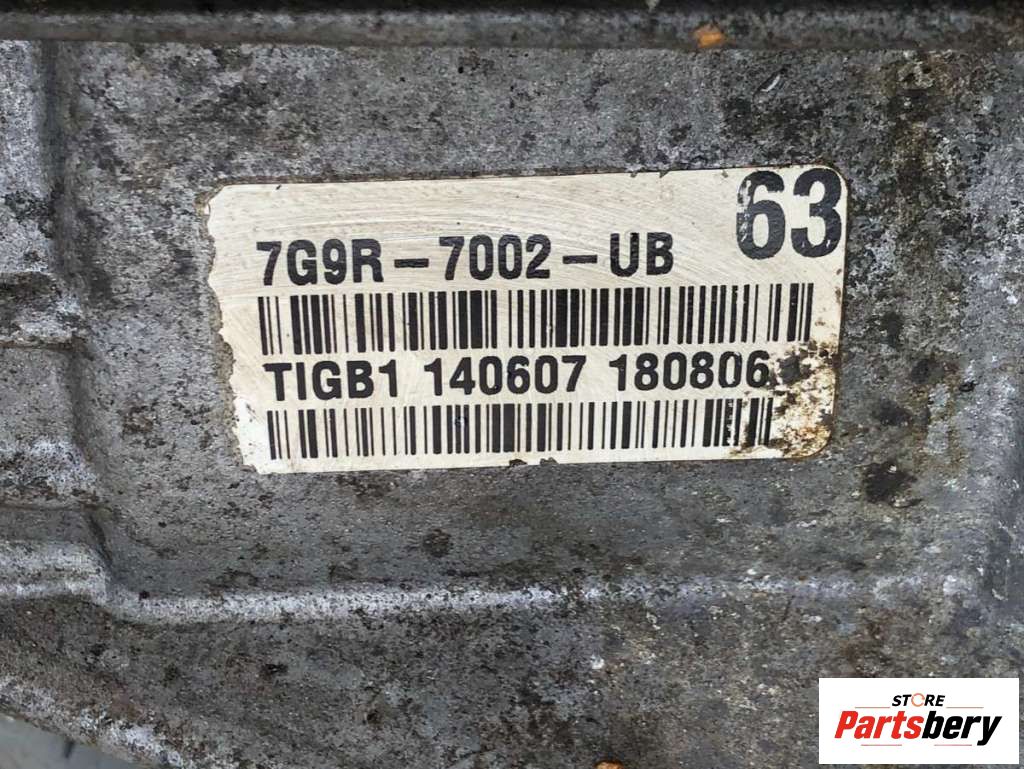 63
7G9R-7002-UB
TIGB1 140607 180806
STORE
Partsbery